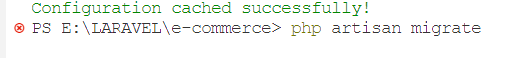 Configuration cached successfully!
PS E:\LARAVEL\e-commerce> php artisan migrate